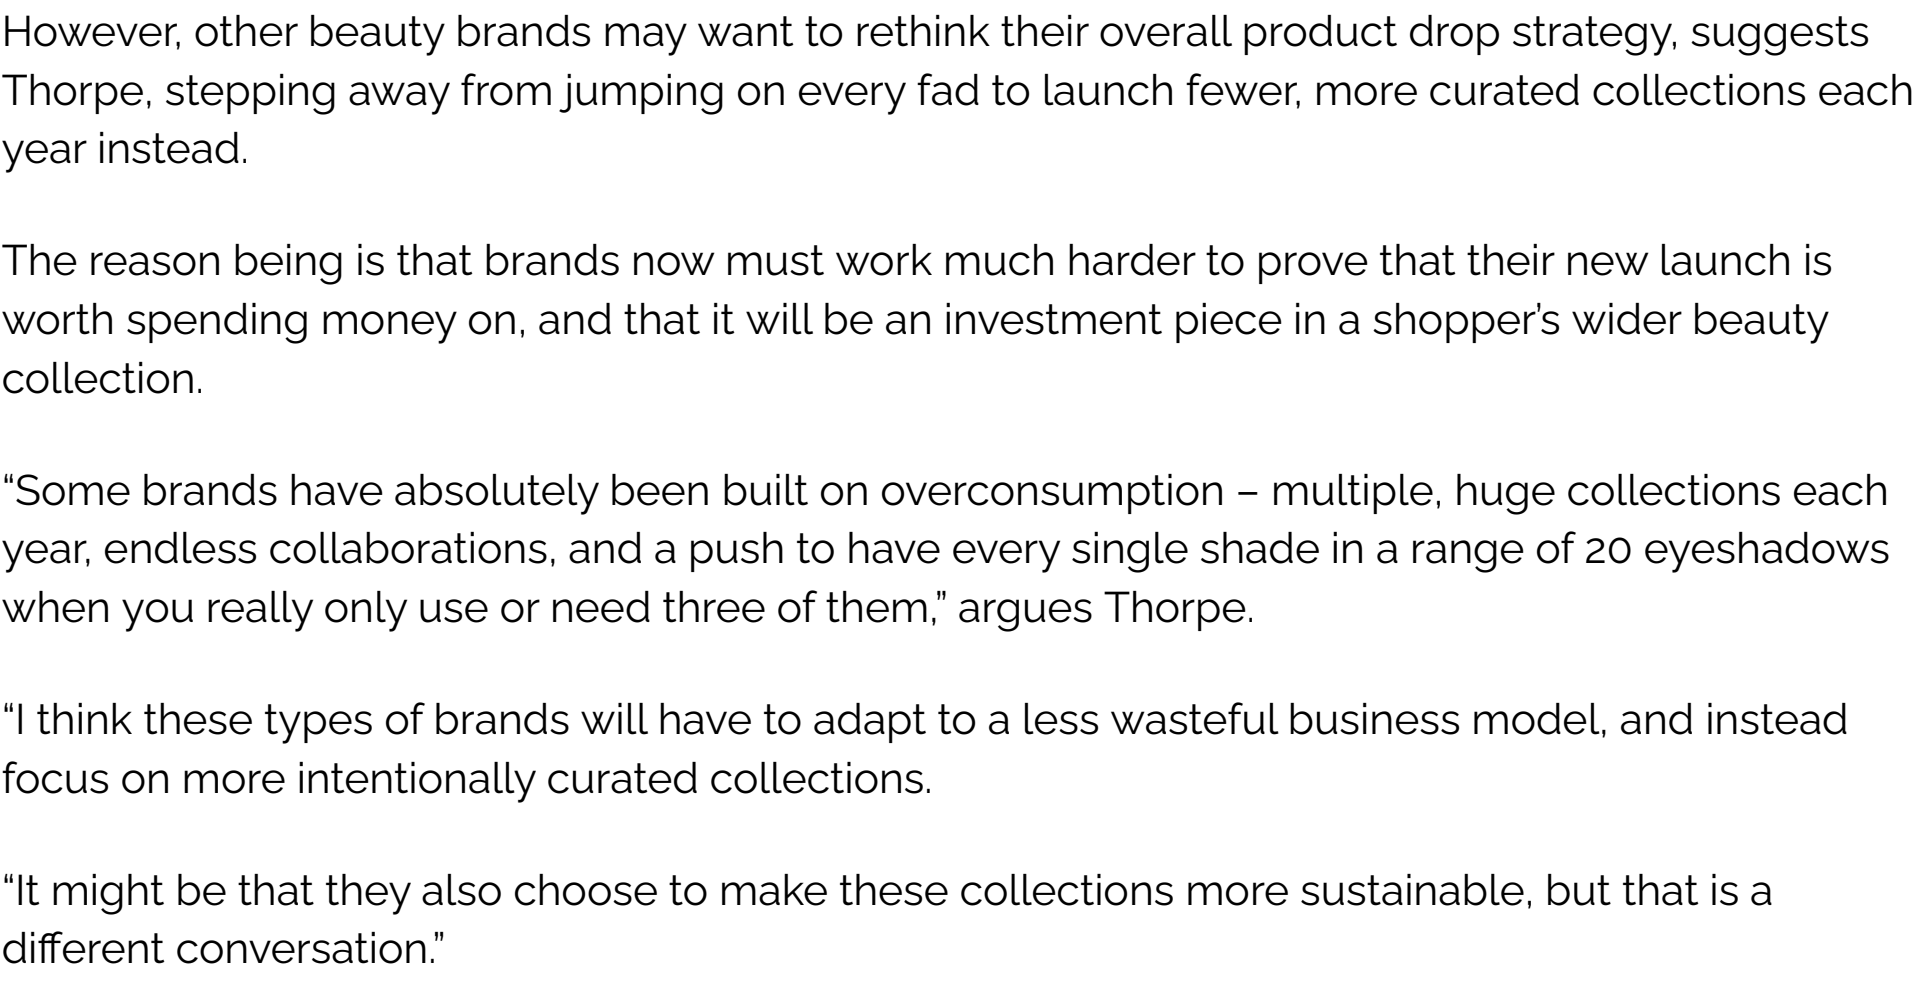 However, other beauty brands may want to rethink their overall product drop strategy, suggests
Thorpe, stepping away from jumping on every fad to launch fewer, more curated collections each
year instead.
The reason being is that brands now must work much harder to prove that their new launch is
worth spending money on, and that it will be an investment piece in a shopper’s wider beauty
collection.
“Some brands have absolutely been built on overconsumption – multiple, huge collections each
year, endless collaborations, and a push to have every single shade in a range of 20 eyeshadows
when you really only use or need three of them,” argues Thorpe.
“I think these types of brands will have to adapt to a less wasteful business model, and instead
focus on more intentionally curated collections.
“It might be that they also choose to make these collections more sustainable, but that is a
different conversation.”